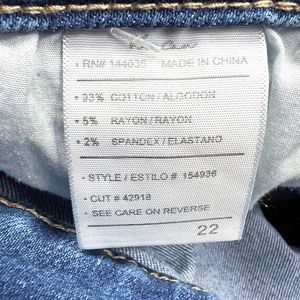 • RN# 144635 MADE IN CHINA
• 93% COTTON / ALGODON
• 5% RAYON / RAYON
• 2% SPANDEX / ELASTANO
• STYLE / ESTILO # 154936
• CUT # 42918
• SEE CARE ON REVERSE
22